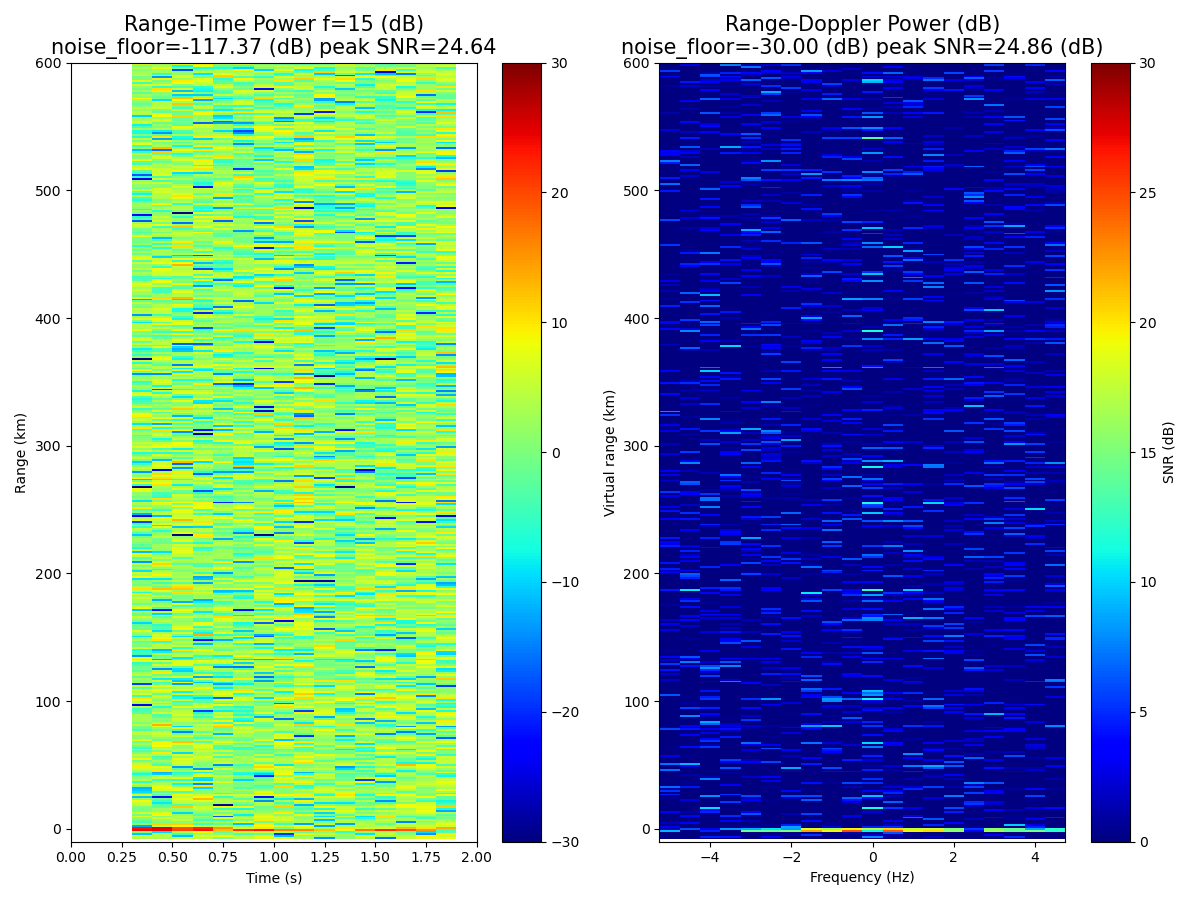 Range-Time Power f=15 (dB)
noise_floor=-117.37 (dB) peak SNR=24.64
Range (km)
600
500
400
300
200
100
0
0.00 0.25 0.50 0.75 1.00 1.25 1.50 1.75 2.00
Time (s)
30
20
10
0
−10
−20
−30
Range-Doppler Power (dB)
noise_floor=-30.00 (dB) peak SNR=24.86 (dB)
Virtual range (km)
600
500
400
300
200
100
0
−4 −2 0 2 4
Frequency (Hz)
30
25
20
15
10
5
0
SNR (dB)